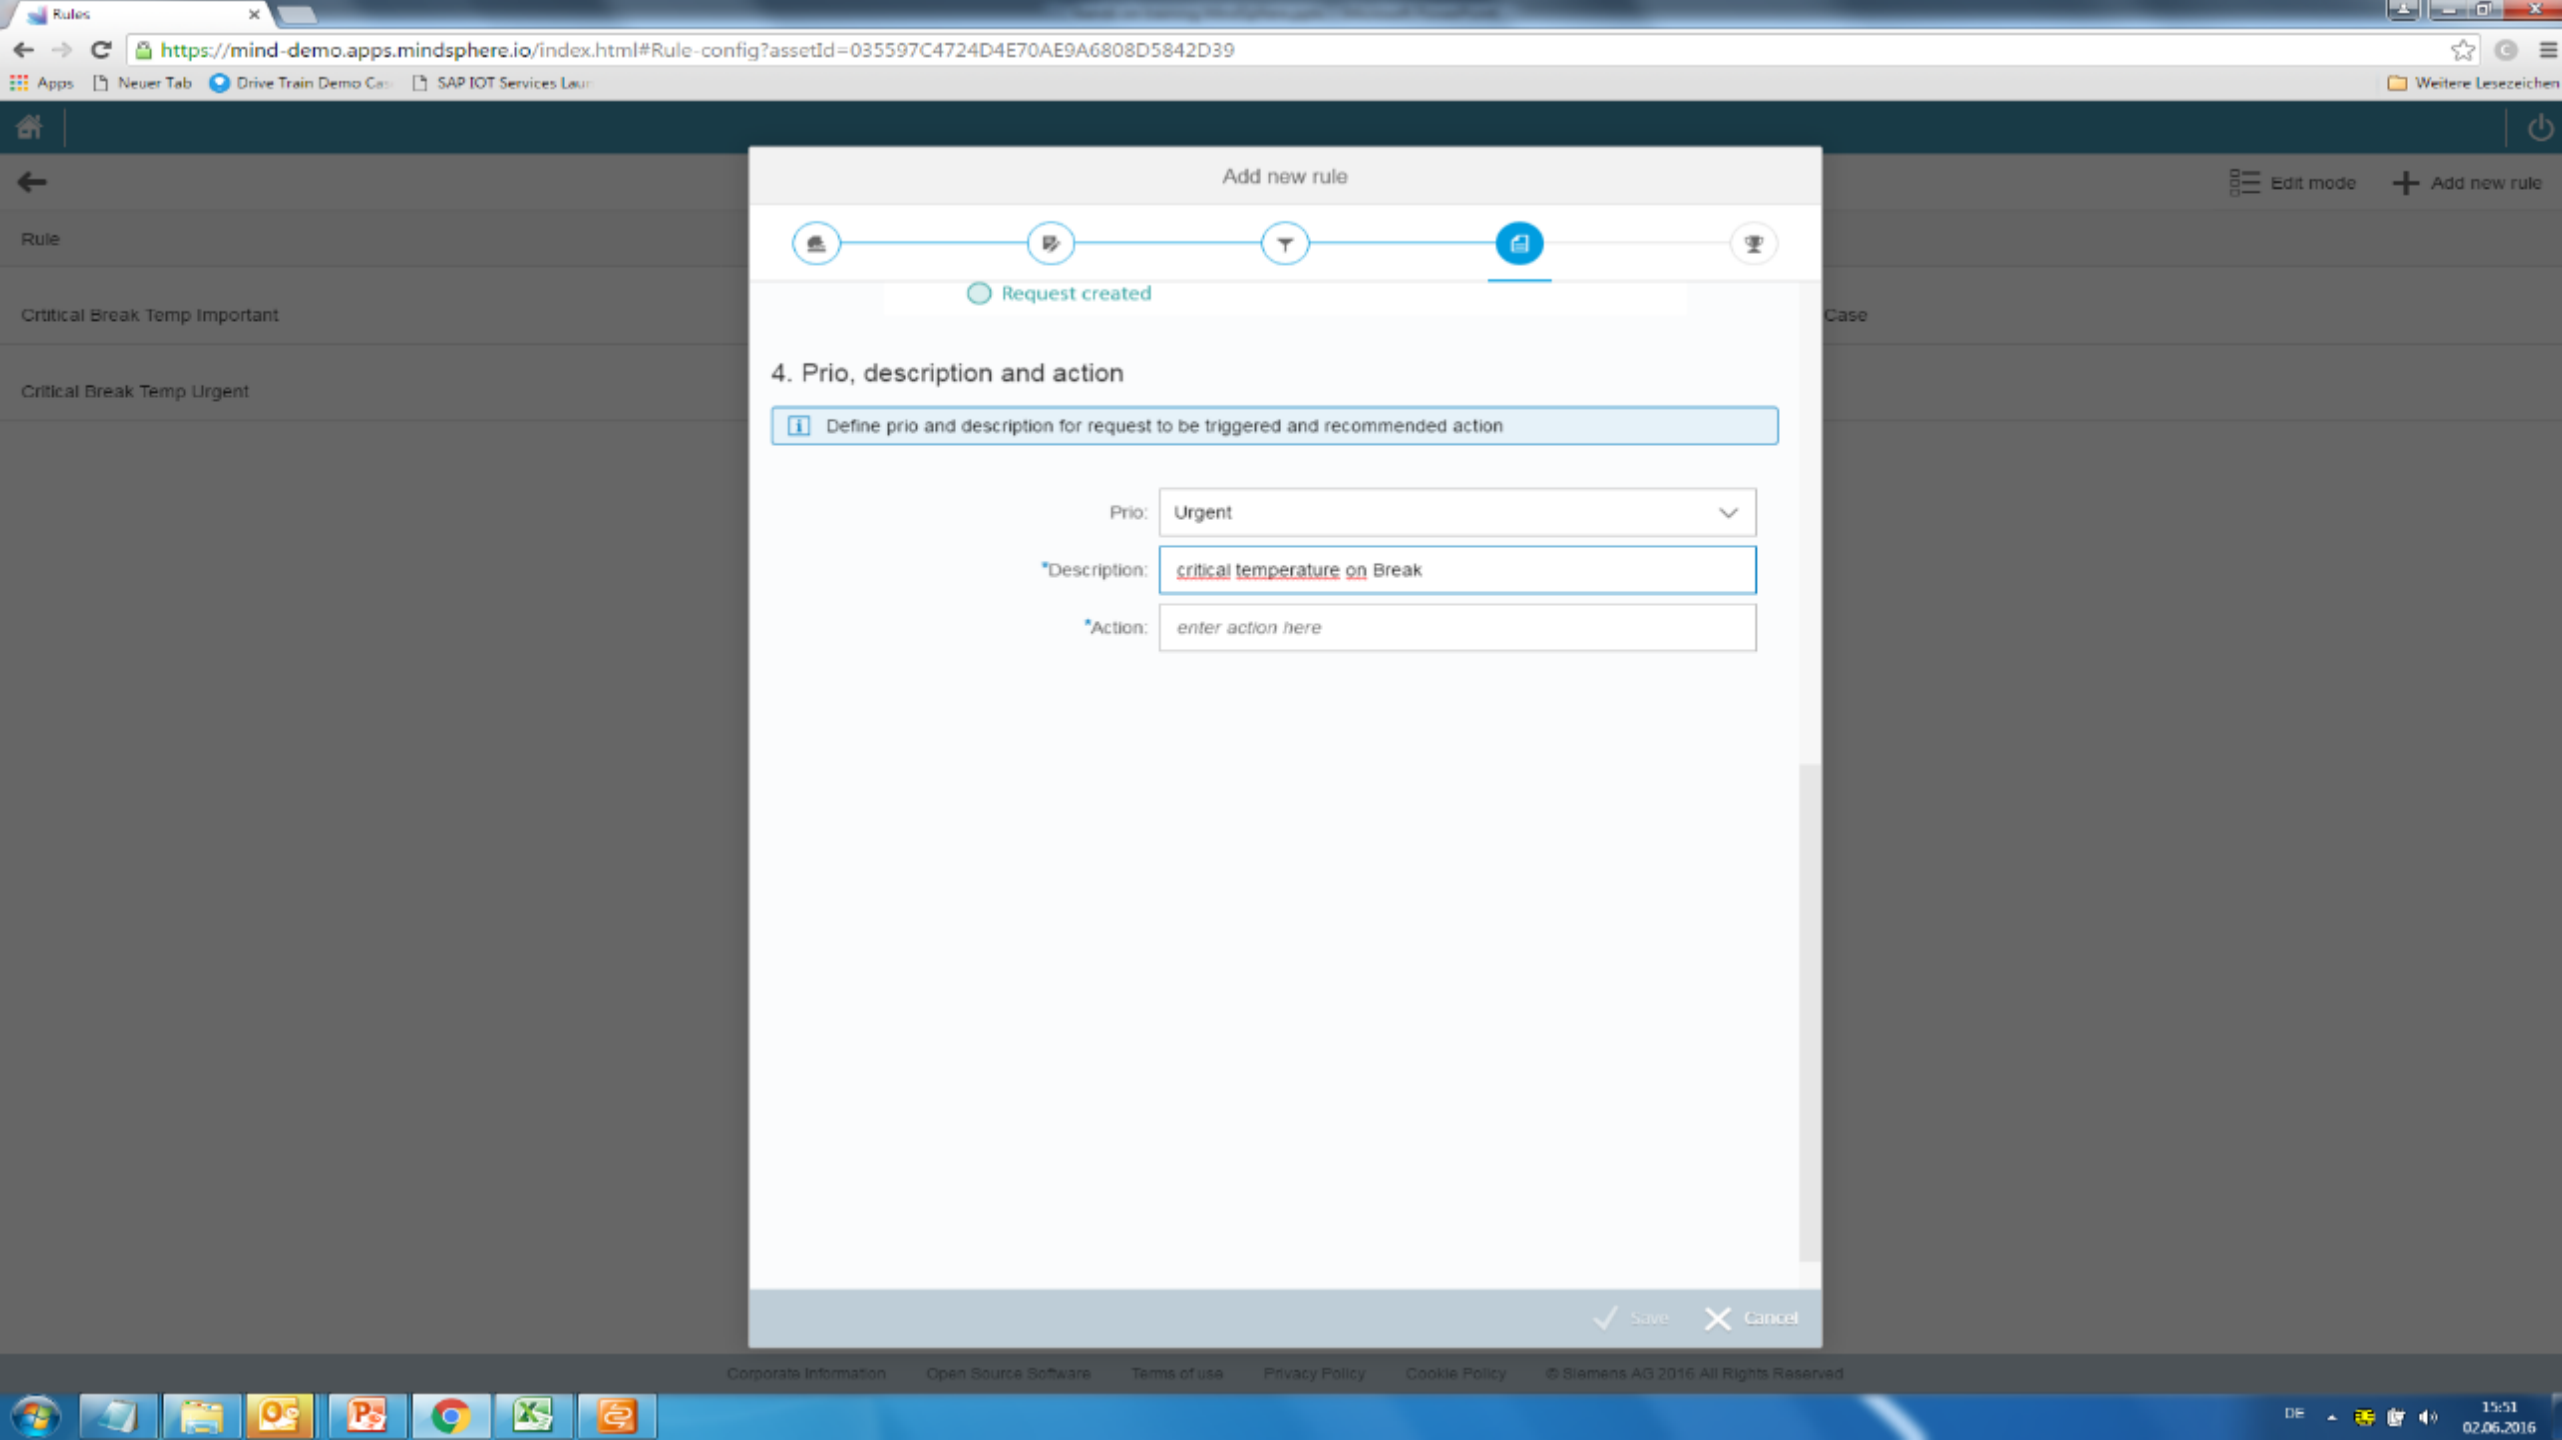 Rules
https://mind-demo.apps.mindsphere.io/index.html#Rule-config?assetId=035597C4724D4E70AE9A6808D5842D39
Apps Neuer Tab Drive Train Demo Ca SAP IOT Services Laun Weitere Lesezeichen
Add new rule
Edit mode Add new rule
Rule
Request created
Crtitical Break Temp Important Case
4. Prio, description and action
Critical Break Temp Urgent
Define prio and description for request to be triggered and recommended action
Prio: Urgent
*Description: critical temperature on Break
*Action: enter action here
Save Cancel
Corporate Information Open Source Software Terms of use Privacy Policy Cookie Policy © Siemens AG 2016 All Rights Reserved
DE 15:51
02.06.2016